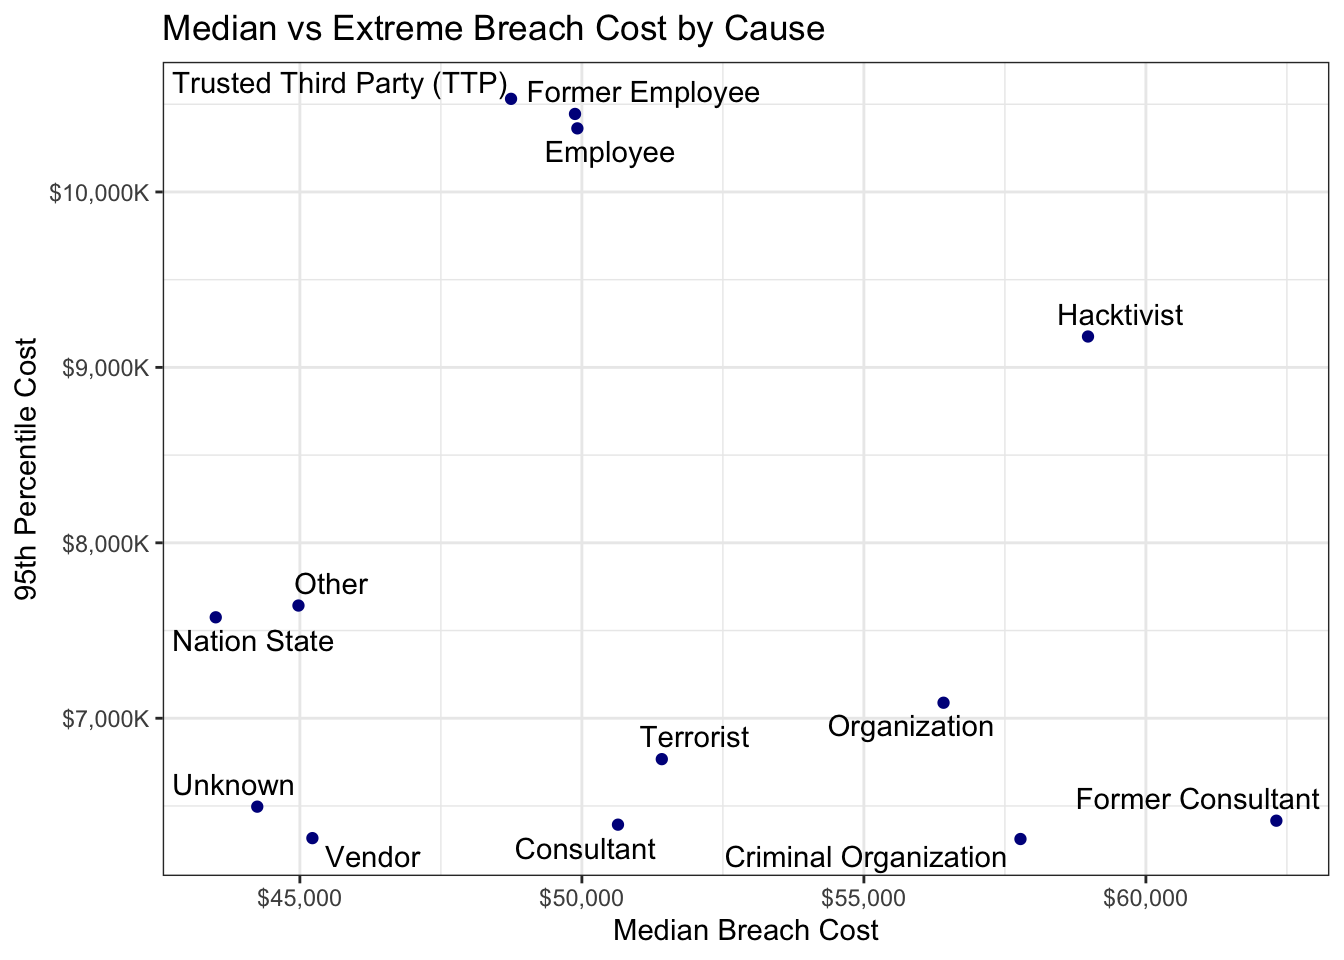 Median vs Extreme Breach Cost by Cause
Trusted Third Party (TTP)
Former Employee
Employee
$10,000K
Hacktivist
$9,000K
95th Percentile Cost
$8,000K
Other
Nation State
$7,000K
Organization
Terrorist
Unknown
Former Consultant
Vendor
Consultant
Criminal Organization
$45,000
$50,000
$55,000
$60,000
Median Breach Cost